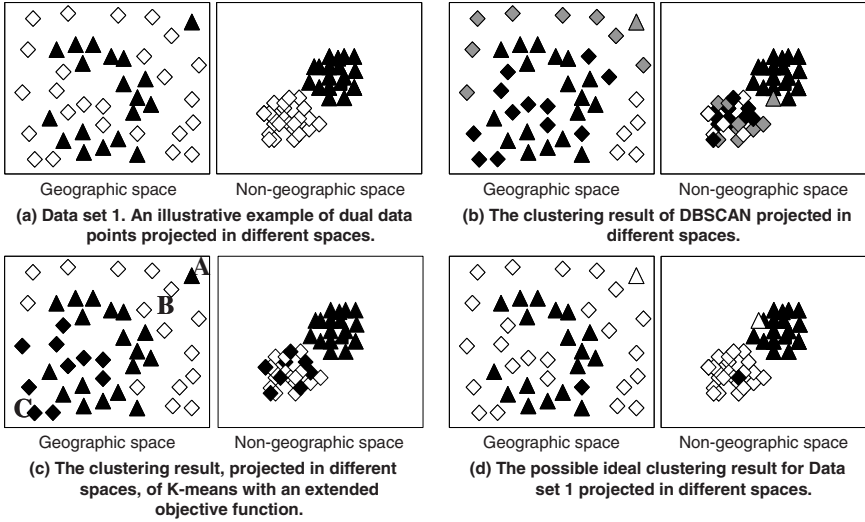 Geographic space
Non-geographic space
(a) Data set 1. An illustrative example of dual data
points projected in different spaces.
Geographic space
Non-geographic space
(b) The clustering result of DBSCAN projected in
different spaces.
A
B
C
Geographic space
Non-geographic space
(c) The clustering result, projected in different
spaces, of K-means with an extended
objective function.
Geographic space
Non-geographic space
(d) The possible ideal clustering result for Data
set 1 projected in different spaces.